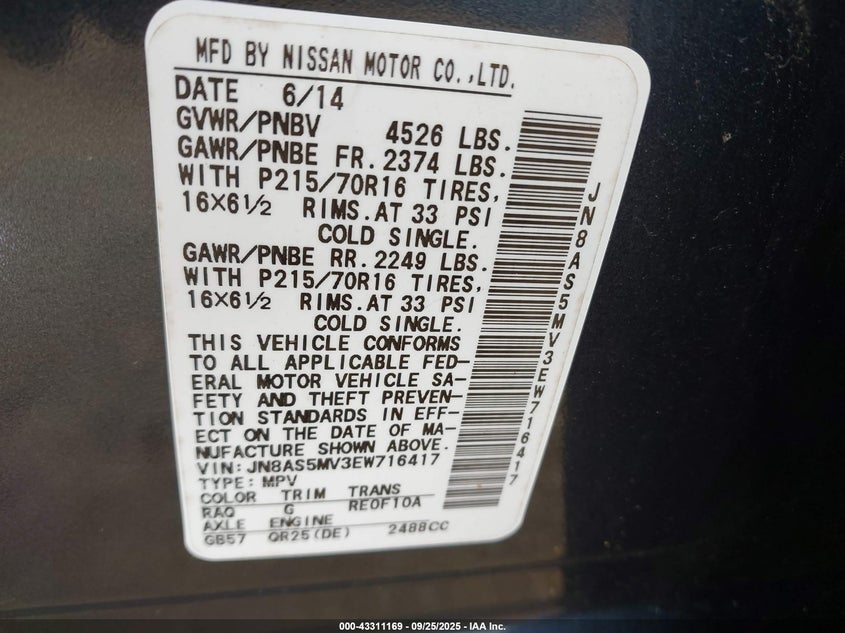 MFD BY NISSAN MOTOR CO.,LTD.
DATE 6/14
GVWR/PNBV 4526 LBS.
GAWR/PNBE FR. 2374 LBS.
WITH P215/70R16 TIRES,
16X6½ RIMS. AT 33 PSI
COLD SINGLE.
GAWR/PNBE RR. 2249 LBS.
WITH P215/70R16 TIRES,
16X6½ RIMS. AT 33 PSI
COLD SINGLE.
THIS VEHICLE CONFORMS
TO ALL APPLICABLE FED-
ERAL MOTOR VEHICLE SA-
FETY AND THEFT PREVEN-
TION STANDARDS IN EFF-
ECT ON THE DATE OF MA-
NUFACTURE SHOWN ABOVE.
VIN: JN8AS5MV3EW716417
TYPE: MPV
COLOR TRIM TRANS
RAQ G RE0F10A
AXLE ENGINE
GB57 QR25(DE) 2488CC
JN8AS5MV3EW716417
000-43311169 - 09/25/2025 - IAA Inc.